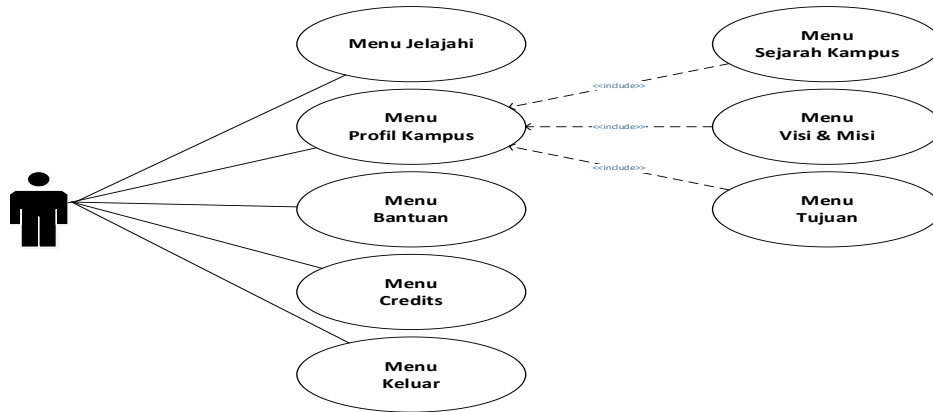 Menu Jelajahi
Menu
Profil Kampus
Menu
Bantuan
Menu
Credits
Menu
Keluar
<<include>>
<<include>>
<<include>>
Menu
Sejarah Kampus
Menu
Visi & Misi
Menu
Tujuan